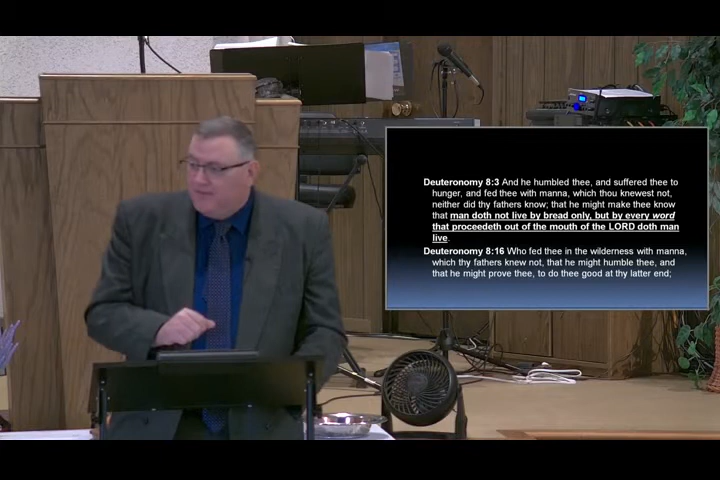 Deuteronomy 8:3 And he humbled thee, and suffered thee to
hunger, and fed thee with manna, which thou knewest not,
neither did thy fathers know; that he might make thee know
that man doth not live by bread only, but by every word
that proceedeth out of the mouth of the LORD doth man
live.
Deuteronomy 8:16 Who fed thee in the wilderness with manna,
which thy fathers knew not, that he might humble thee, and
that he might prove thee, to do thee good at thy latter end;